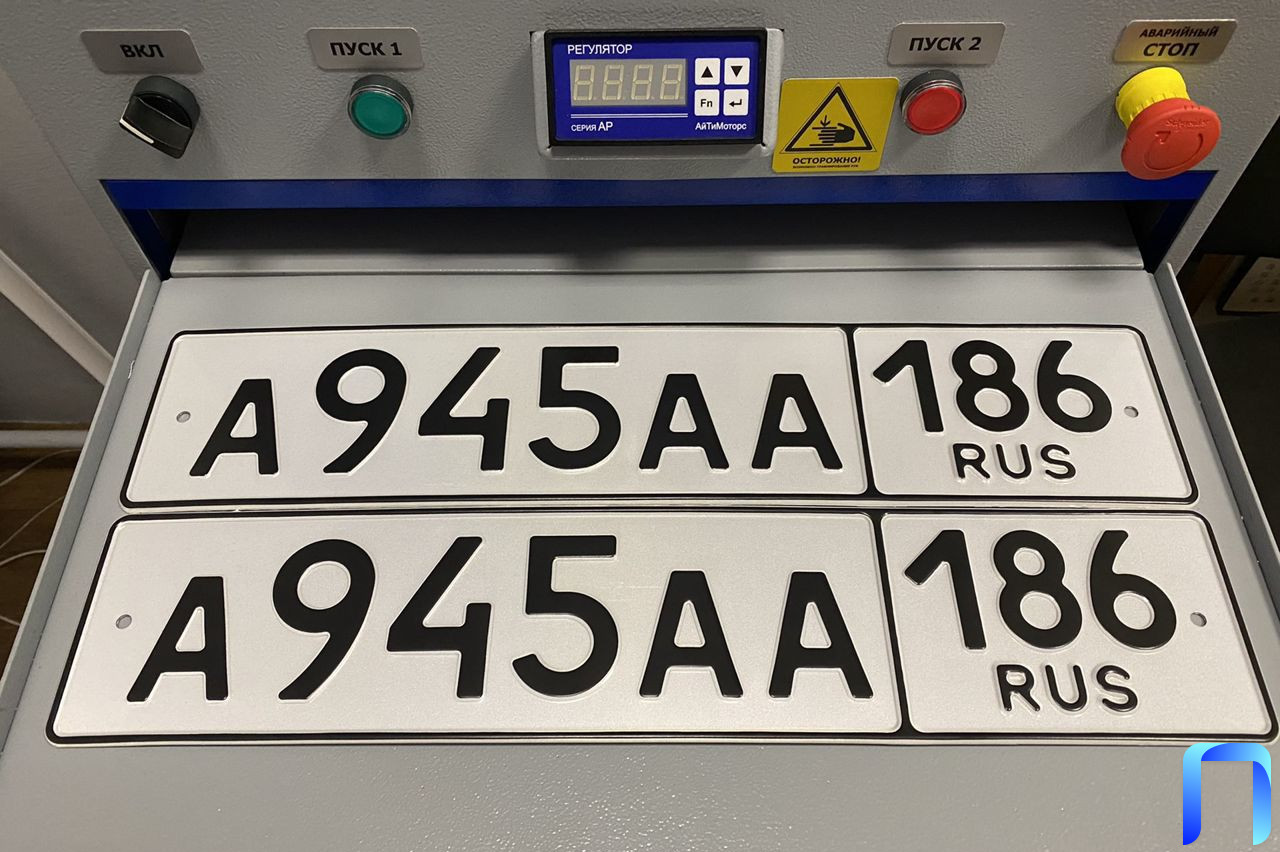 ВКЛ
ПУСК 1
РЕГУЛЯТОР
Fn
СЕРИЯ АР
АйТиМоторс
ОСТОРОЖНО!
ПУСК 2
АВАРИЙНЫЙ
СТОП
Schneider
А945АА 186
RUS
А945АА 186
RUS